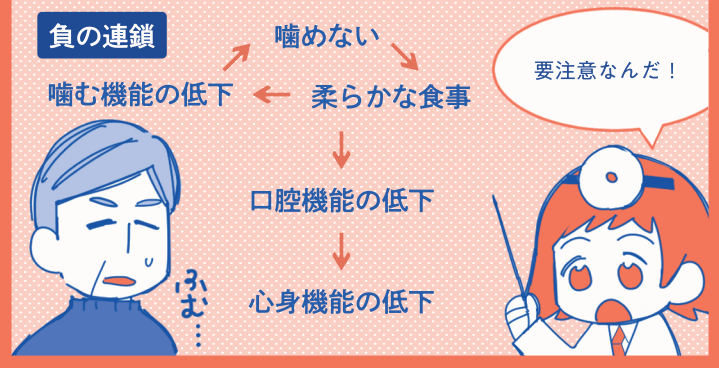 負の連鎖
噛めない
要注意なんだ！
噛む機能の低下
柔らかな食事
口腔機能の低下
心身機能の低下
ふむ…